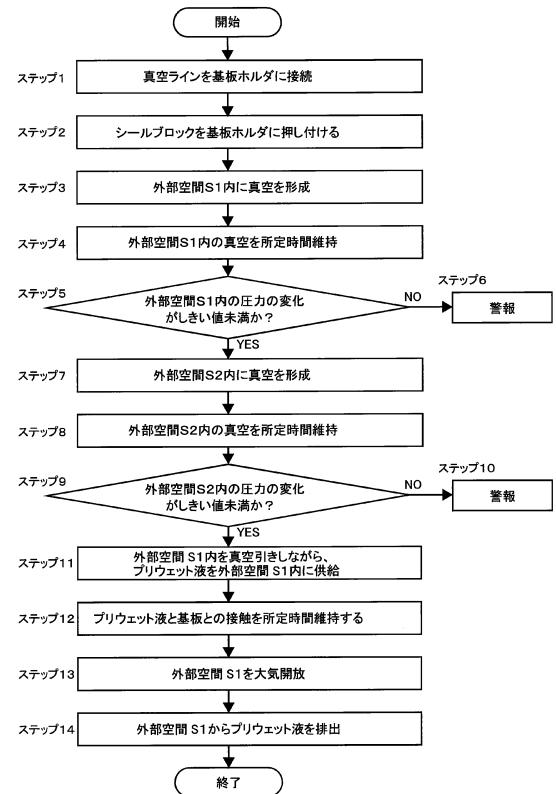 開始
ステップ1
真空ラインを基板ホルダに接続
ステップ2
シールブロックを基板ホルダに押し付ける
ステップ3
外部空間S1内に真空を形成
ステップ4
外部空間S1内の真空を所定時間維持
ステップ5
外部空間S1内の圧力の変化
がしきい値未満か？
NO
ステップ6
警報
YES
ステップ7
外部空間S2内に真空を形成
ステップ8
外部空間S2内の真空を所定時間維持
ステップ9
外部空間S2内の圧力の変化
がしきい値未満か？
NO
ステップ10
警報
YES
ステップ11
外部空間 S1内を真空引きしながら、
プリウェット液を外部空間 S1内に供給
ステップ12
プリウェット液と基板との接触を所定時間維持する
ステップ13
外部空間 S1を大気開放
ステップ14
外部空間 S1からプリウェット液を排出
終了